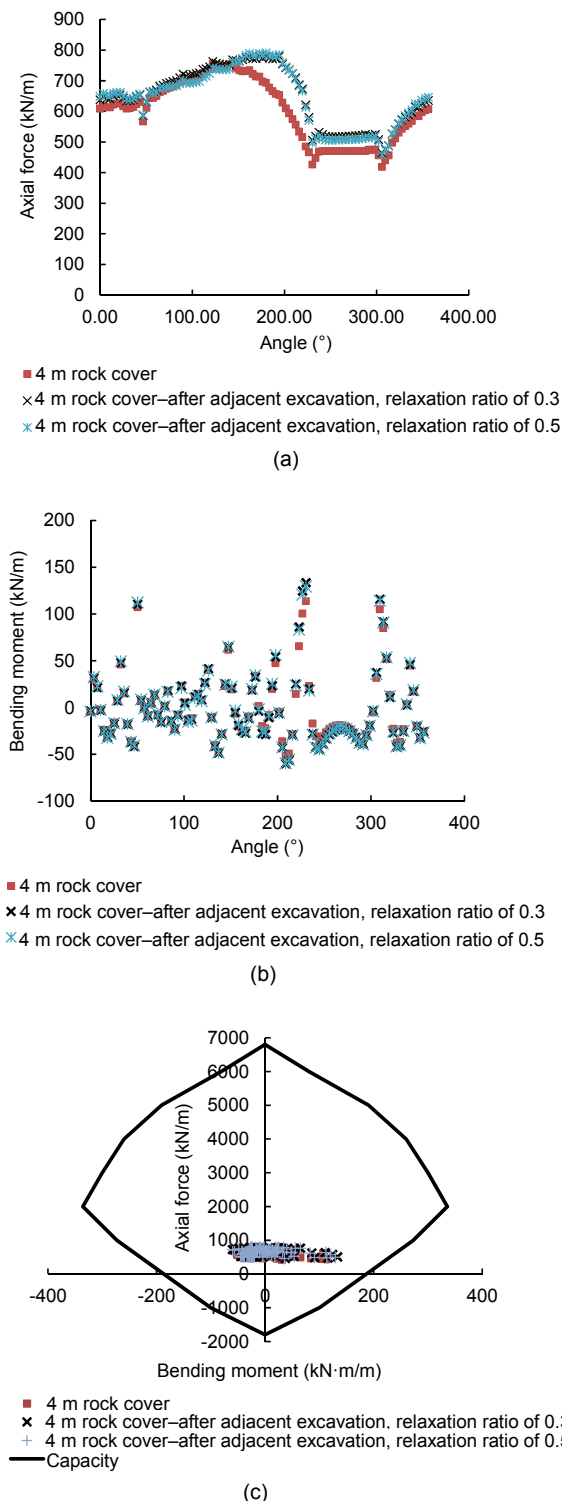 900
800
700
600
500
400
300
200
100
0
Axial force (kN/m)
0.00 100.00 200.00 300.00 400.00
Angle (°)
4 m rock cover
4 m rock cover–after adjacent excavation, relaxation ratio of 0.3
4 m rock cover–after adjacent excavation, relaxation ratio of 0.5
(a)
200
150
100
50
0
-50
-100
Bending moment (kN/m)
0 100 200 300 400
Angle (°)
4 m rock cover
4 m rock cover–after adjacent excavation, relaxation ratio of 0.3
4 m rock cover–after adjacent excavation, relaxation ratio of 0.5
(b)
7000
6000
5000
4000
3000
2000
1000
0
-1000
-2000
Axial force (kN/m)
-400 -200 0 200 400
Bending moment (kN·m/m)
4 m rock cover
4 m rock cover–after adjacent excavation, relaxation ratio of 0.3
4 m rock cover–after adjacent excavation, relaxation ratio of 0.5
Capacity
(c)